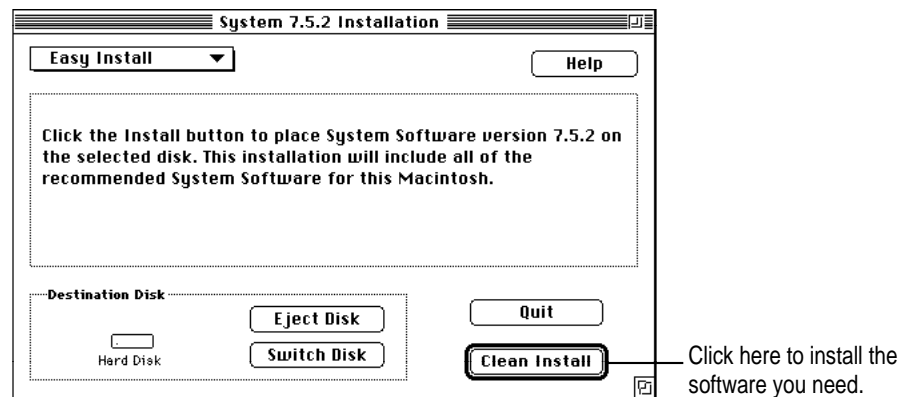 System 7.5.2 Installation
Easy Install
Help
Click the Install button to place System Software version 7.5.2 on
the selected disk. This installation will include all of the
recommended System Software for this Macintosh.
Destination Disk
Hard Disk
Eject Disk
Switch Disk
Quit
Clean Install
Click here to install the
software you need.